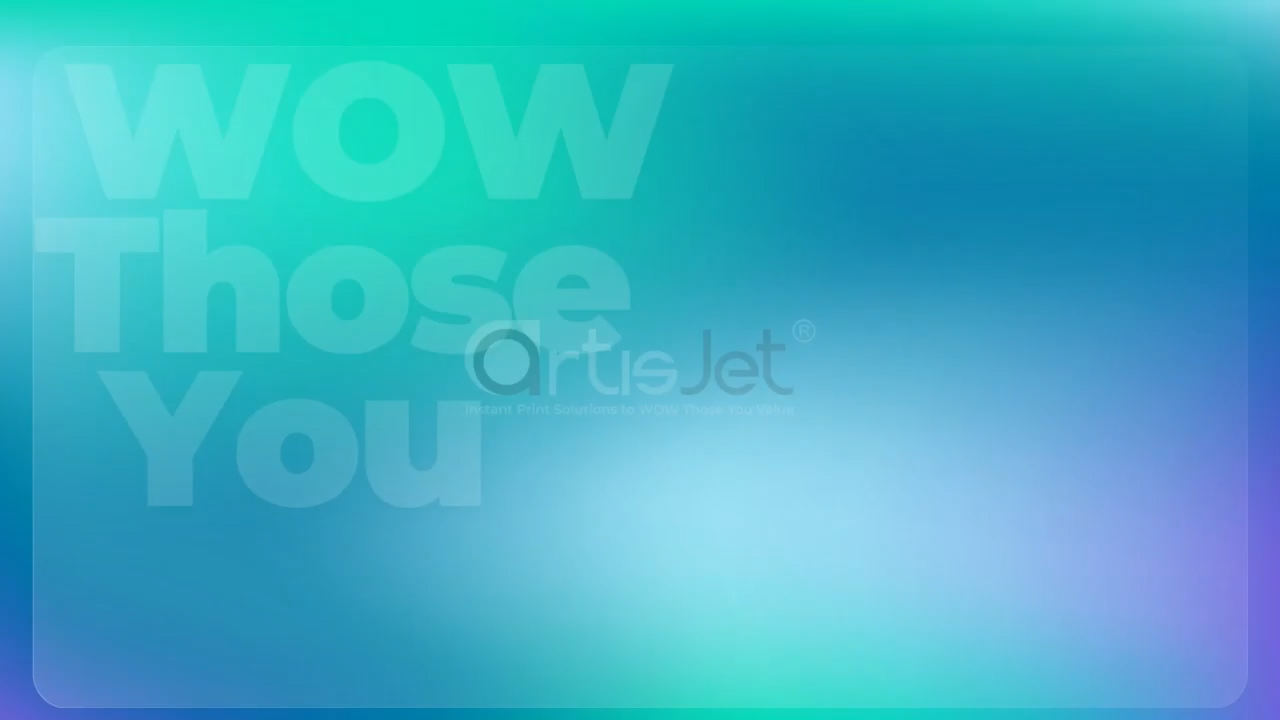 WOW
Those
You
artisJet®
Instant Print Solutions to WOW Those You Value